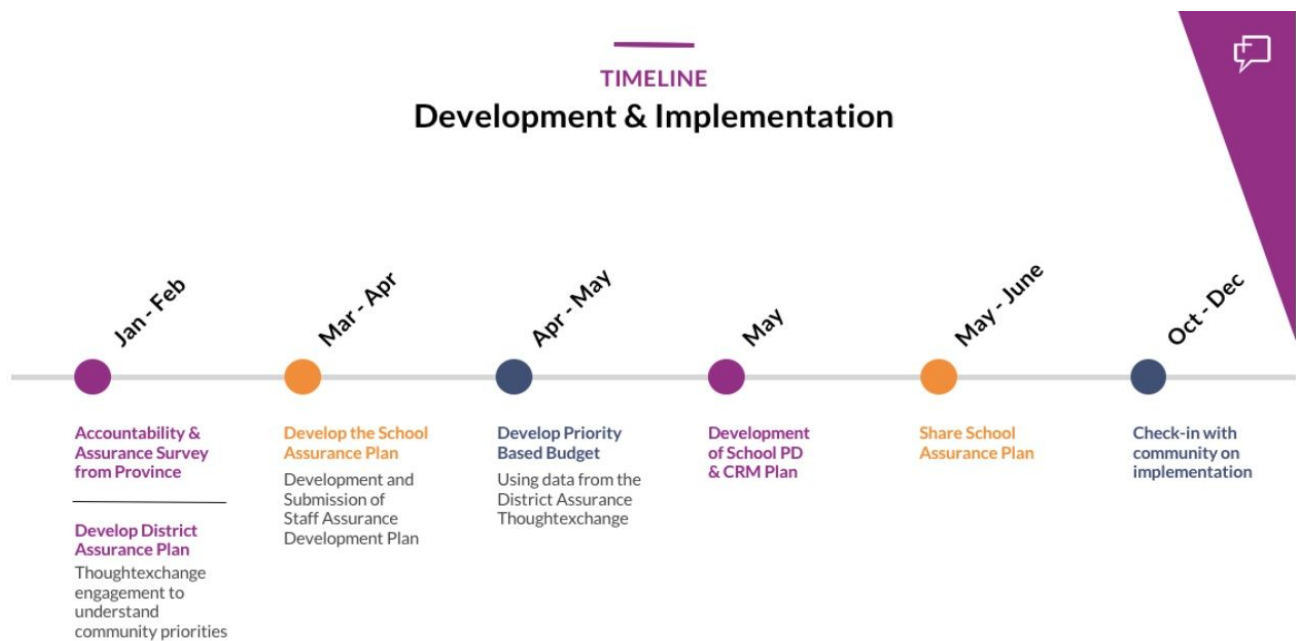 TIMELINE
Development & Implementation
Jan - Feb
Mar - Apr
Apr - May
May
May - June
Oct - Dec
Accountability &
Assurance Survey
from Province
Develop District
Assurance Plan
Thoughtexchange
engagement to
understand
community priorities
Develop the School
Assurance Plan
Development and
Submission of
Staff Assurance
Development Plan
Develop Priority
Based Budget
Using data from the
District Assurance
Thoughtexchange
Development
of School PD
& CRM Plan
Share School
Assurance Plan
Check-in with
community on
implementation